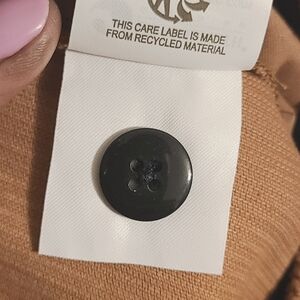 THIS CARE LABEL IS MADE
FROM RECYCLED MATERIAL